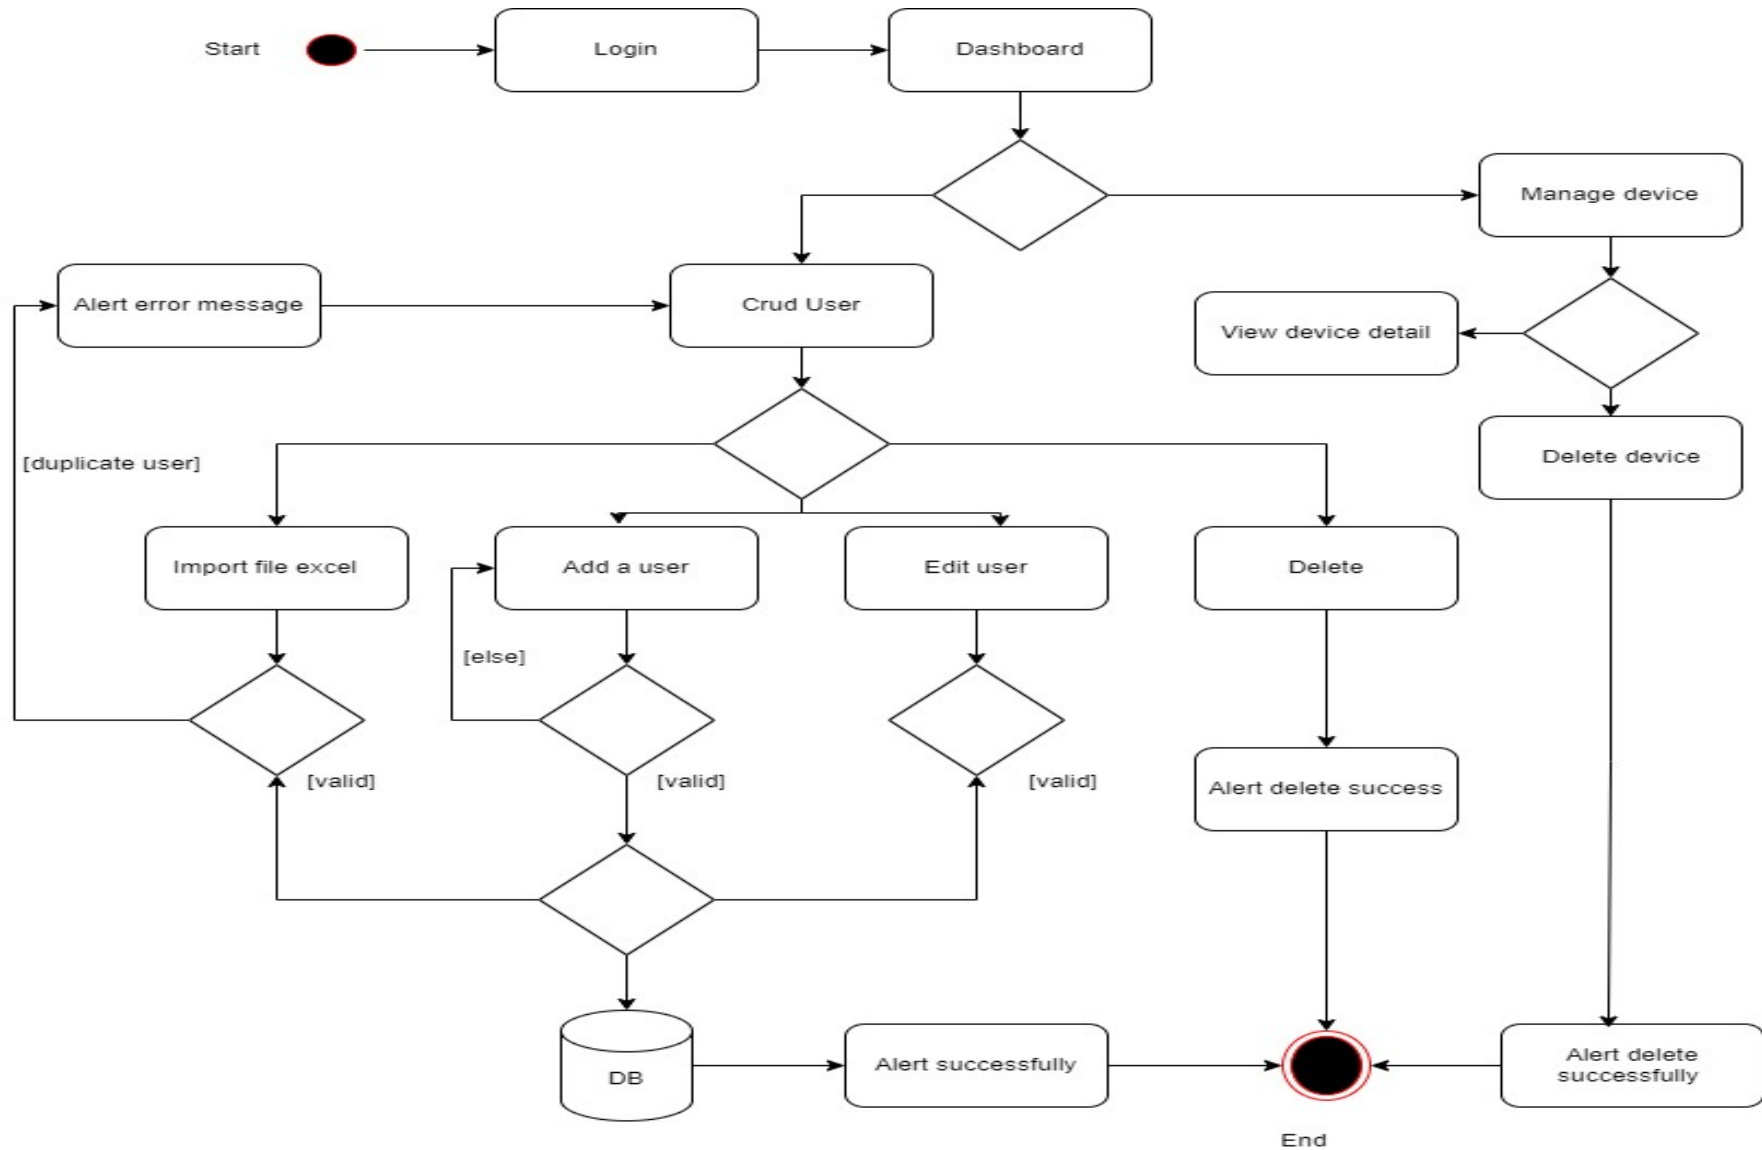 Start
Login
Dashboard
Manage device
Alert error message
Crud User
View device detail
Delete device
[duplicate user]
Import file excel
Add a user
Edit user
Delete
[else]
[valid]
[valid]
[valid]
Alert delete success
DB
Alert successfully
Alert delete
successfully
End